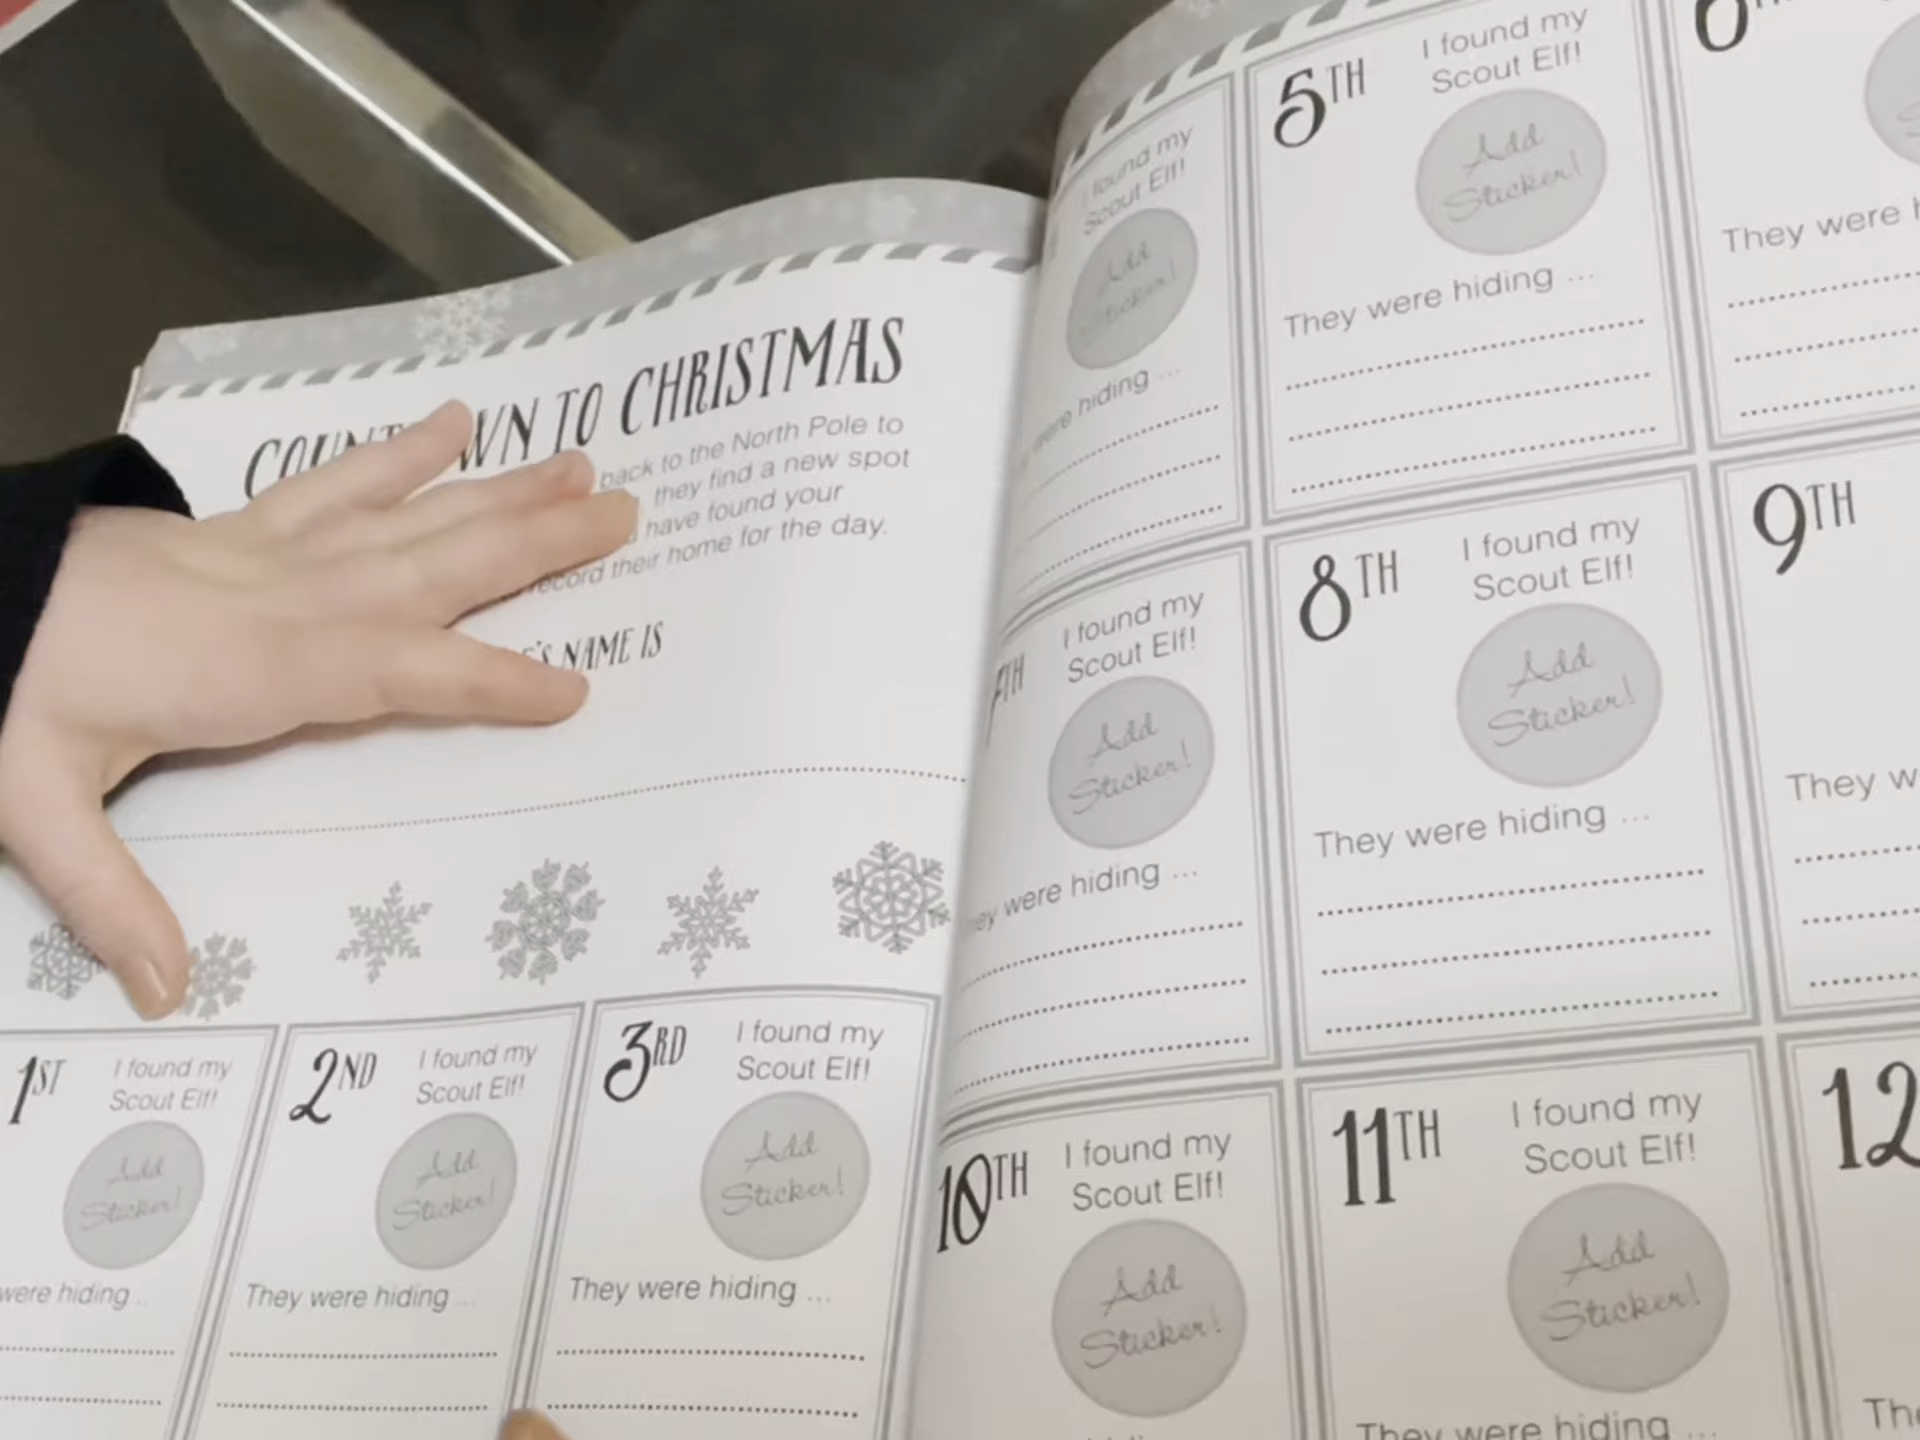 COUNT WN TO CHRISTMAS
back to the North Pole to
they find a new spot
have found your
record their home for the day.
'S NAME IS
1ST
I found my
Scout Elf!
Add
Sticker!
were hiding ..
2ND
I found my
Scout Elf!
Add
Sticker!
They were hiding ...
3RD
I found my
Scout Elf!
Add
Sticker!
They were hiding ...
I found my
Scout Elf!
Add
Sticker!
were hiding ...
5TH
I found my
Scout Elf!
Add
Sticker!
They were hiding ...
They were
7TH
I found my
Scout Elf!
Add
Sticker!
They were hiding ...
8TH
I found my
Scout Elf!
Add
Sticker!
They were hiding ...
9TH
They
10TH
I found my
Scout Elf!
Add
Sticker!
11TH
I found my
Scout Elf!
Add
Sticker!
They were hiding ...
12